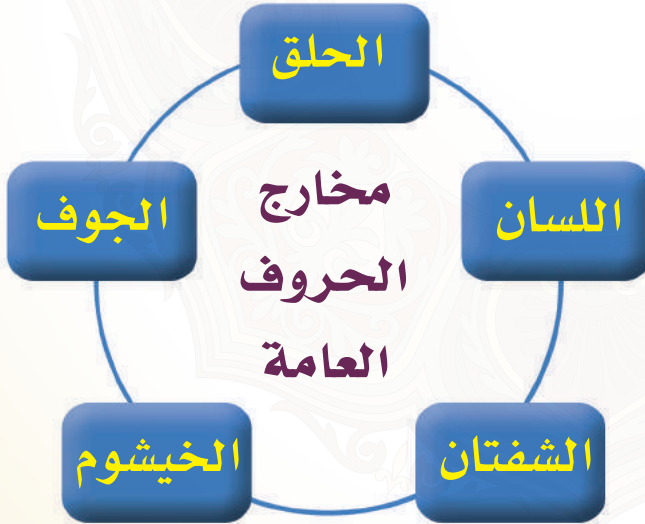 الحلق
اللسان
الجوف
مخارج
الحروف
العامة
الشفتان
الخيشوم